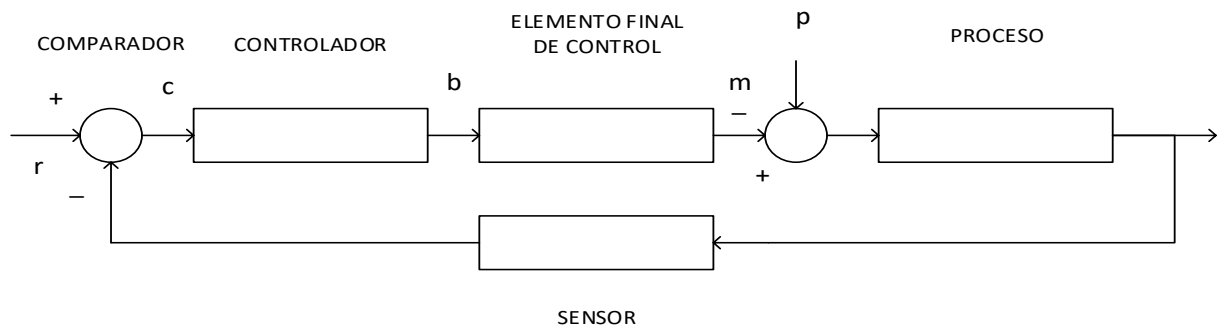 COMPARADOR
CONTROLADOR
ELEMENTO FINAL
DE CONTROL
p
PROCESO
+
c
b
m
−
r
−
+
SENSOR